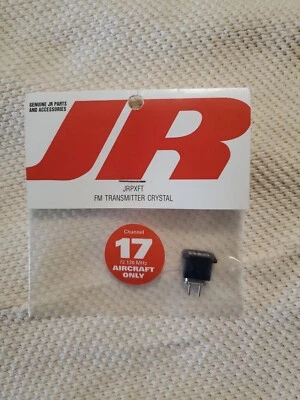 GENUINE JR PARTS
AND ACCESSORIES
JR
JRPXFT
FM TRANSMITTER CRYSTAL
Channel
17
72.130 MHz
AIRCRAFT
ONLY